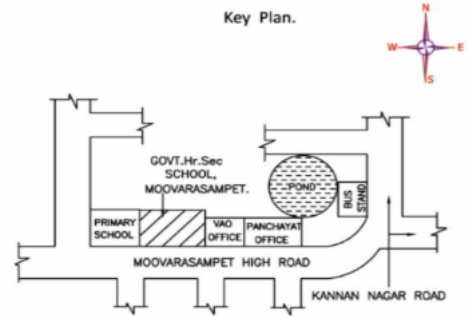 Key Plan.
N
W
E
S
GOVT.Hr.Sec
SCHOOL,
MOOVARASAMPET.
POND
BUS
STAND
PRIMARY
SCHOOL
VAO
OFFICE
PANCHAYAT
OFFICE
MOOVARASAMPET HIGH ROAD
KANNAN NAGAR ROAD